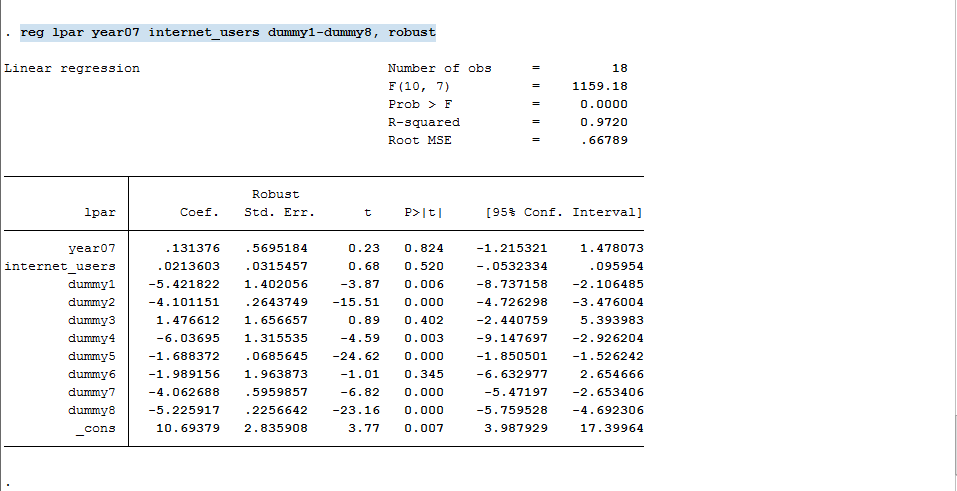 . reg lpar year07 internet_users dummy1-dummy8, robust
Linear regression Number of obs = 18
F(10, 7) = 1159.18
Prob > F = 0.0000
R-squared = 0.9720
Root MSE = .66789
Robust
lpar Coef. Std. Err. t P>|t| [95% Conf. Interval]
year07 .131376 .5695184 0.23 0.824 -1.215321 1.478073
internet_users .0213603 .0315457 0.68 0.520 -.0532334 .095954
dummy1 -5.421822 1.402056 -3.87 0.006 -8.737158 -2.106485
dummy2 -4.101151 .2643749 -15.51 0.000 -4.726298 -3.476004
dummy3 1.476612 1.656657 0.89 0.402 -2.440759 5.393983
dummy4 -6.03695 1.315535 -4.59 0.003 -9.147697 -2.926204
dummy5 -1.688372 .0685645 -24.62 0.000 -1.850501 -1.526242
dummy6 -1.989156 1.963873 -1.01 0.345 -6.632977 2.654666
dummy7 -4.062688 .5959857 -6.82 0.000 -5.47197 -2.653406
dummy8 -5.225917 .2256642 -23.16 0.000 -5.759528 -4.692306
_cons 10.69379 2.835908 3.77 0.007 3.987929 17.39964
.